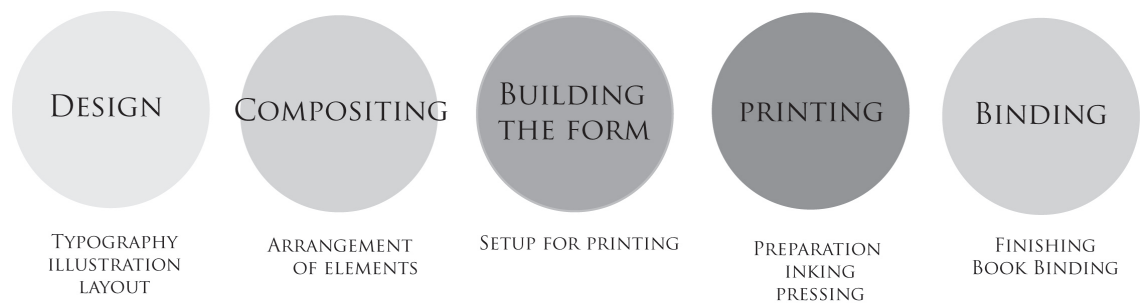 Design
Compositing
Building
the form
printing
Binding
Typography
illustration
layout
Arrangement
of elements
Setup for printing
Preparation
inking
pressing
Finishing
Book Binding